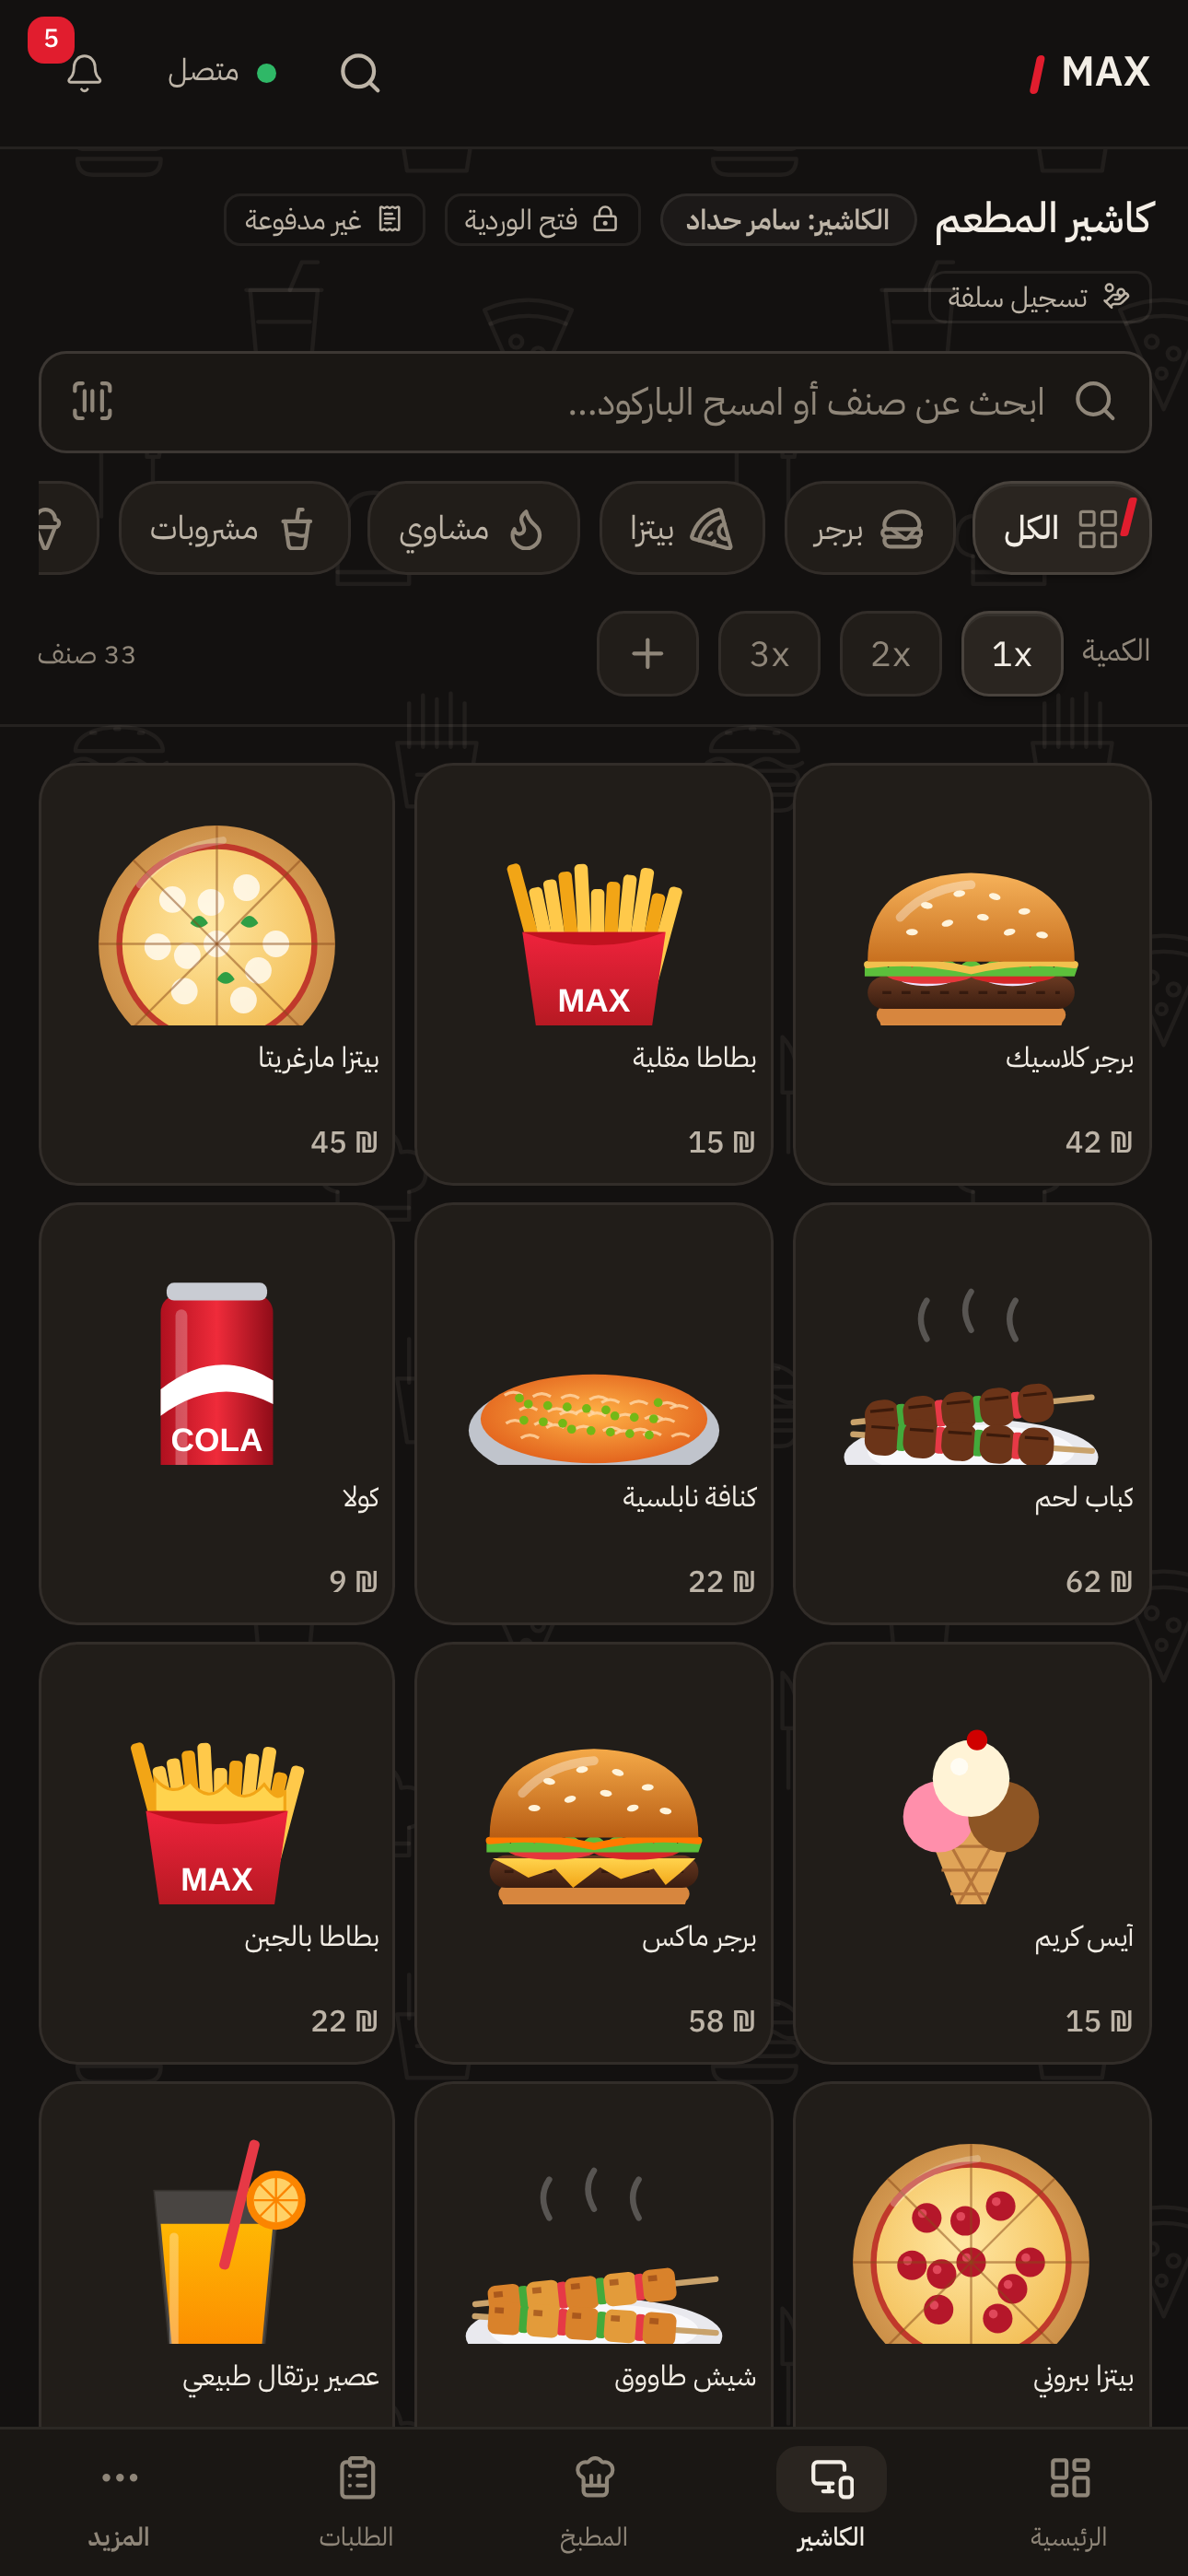 MAX
متصل
5
كاشير المطعم
الكاشير: سامر حداد
فتح الوردية
غير مدفوعة
تسجيل سلفة
ابحث عن صنف أو امسح الباركود...
الكل
برجر
بيتزا
مشاوي
مشروبات
الكمية
1x
2x
3x
33 صنف
برجر كلاسيك
₪ 42
MAX
بطاطا مقلية
₪ 15
بيتزا مارغريتا
₪ 45
كباب لحم
₪ 62
كنافة نابلسية
₪ 22
COLA
كولا
₪ 9
آيس كريم
₪ 15
برجر ماكس
₪ 58
MAX
بطاطا بالجبن
₪ 22
بيتزا ببروني
شيش طاووق
عصير برتقال طبيعي
الرئيسية
الكاشير
المطبخ
الطلبات
المزيد